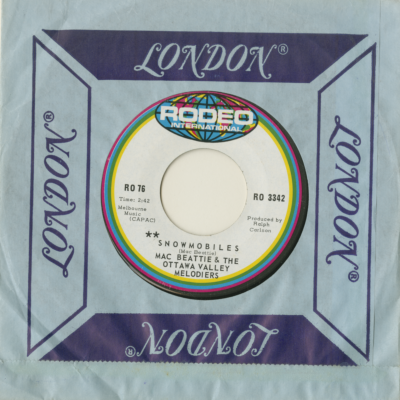 LONDON®
LONDON®
LONDON®
RODEO
INTERNATIONAL
RO 76
RO 3342
Time: 2:43
Melbourne
Music
(CAPAC)
Produced by
Ralph
Carlson
**
SNOWMOBILES
(Mac Beattie)
MAC BEATTIE & THE
OTTAWA VALLEY
MELODIERS
LONDON®